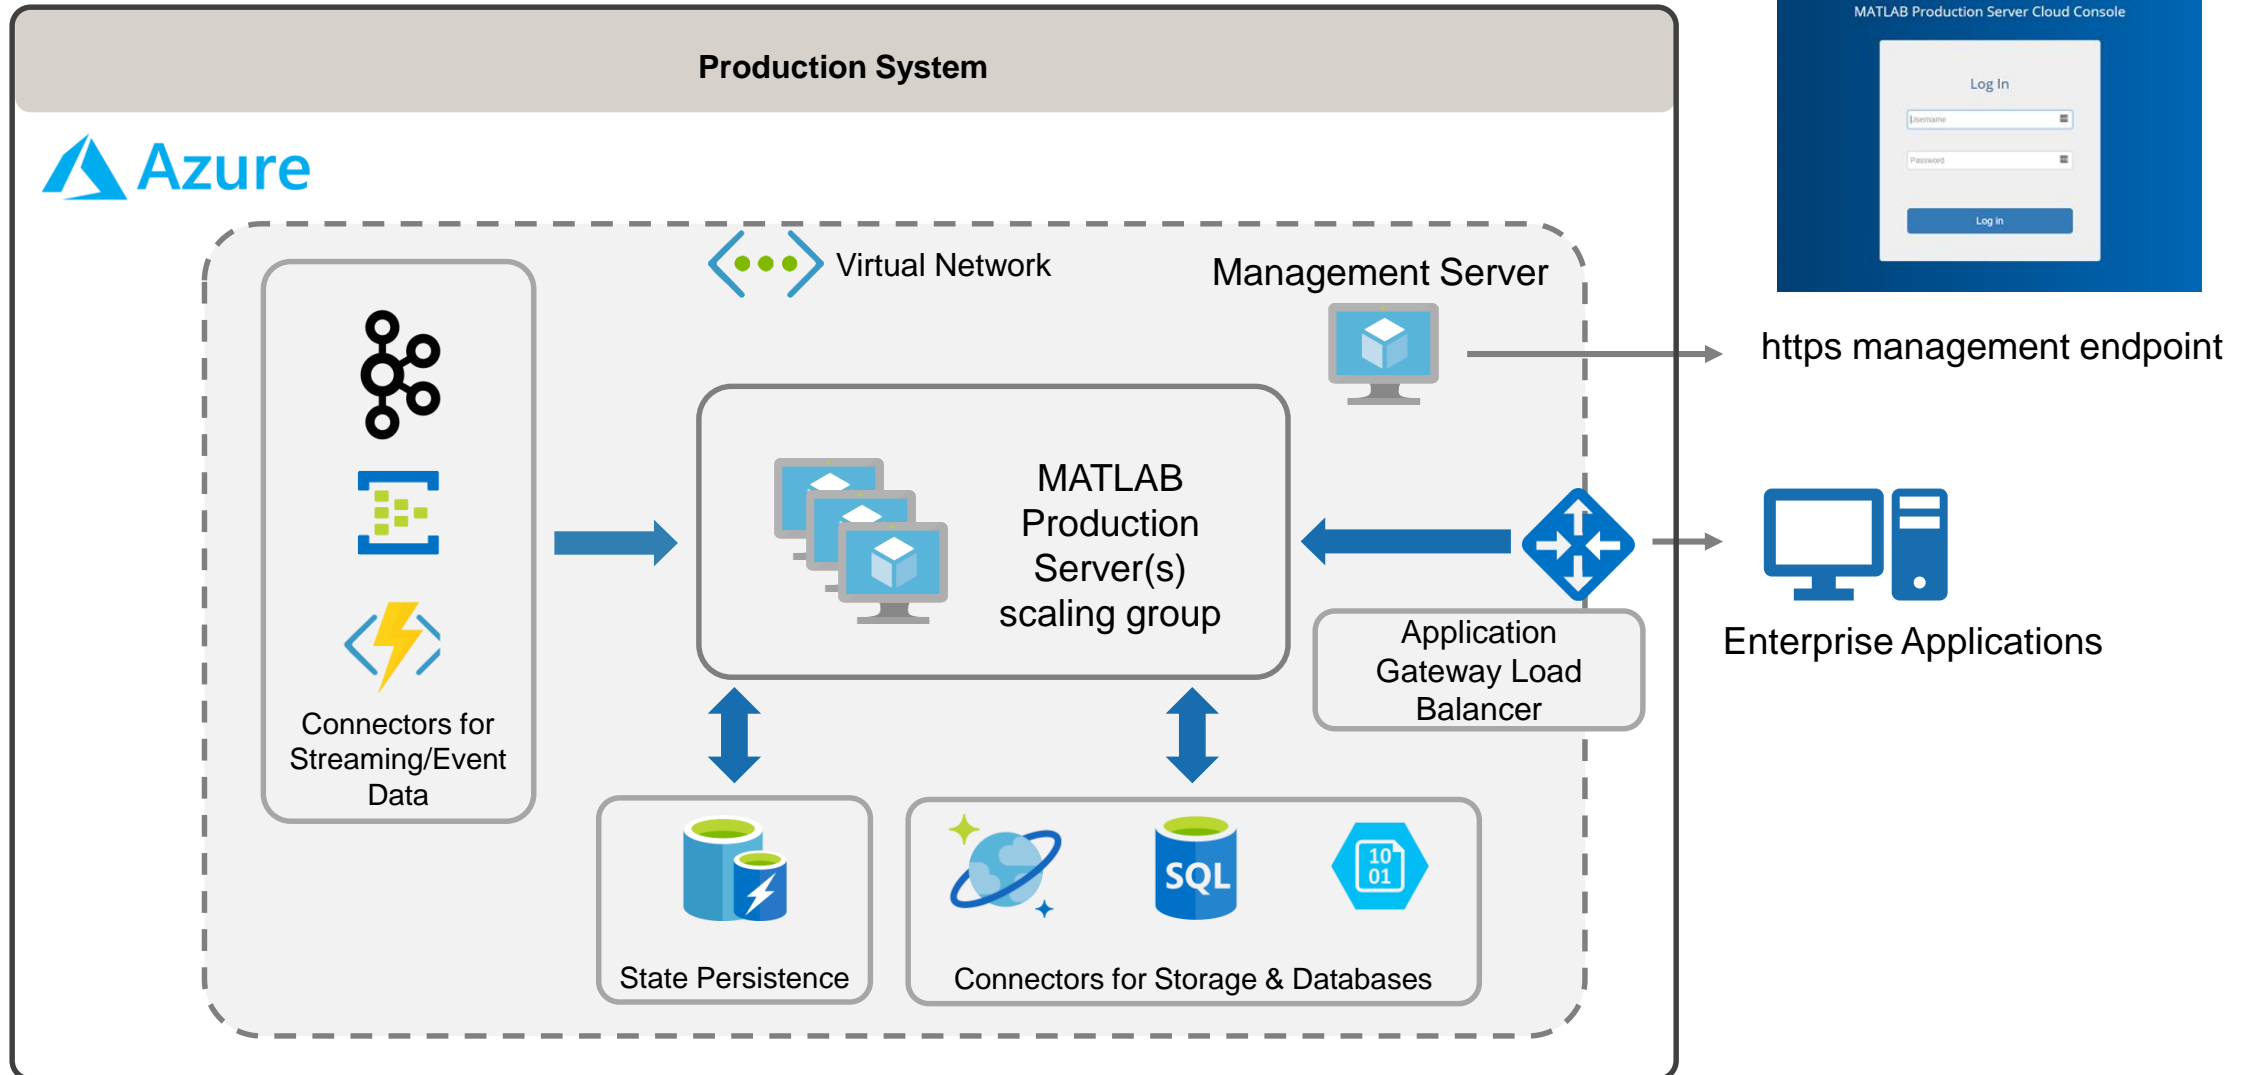 MATLAB Production Server Cloud Console
Production System
Log In
Username
Password
Log in
Azure
Virtual Network
Management Server
https management endpoint
MATLAB
Production
Server(s)
scaling group
Application
Gateway Load
Balancer
Enterprise Applications
Connectors for
Streaming/Event
Data
SQL
10
01
State Persistence
Connectors for Storage & Databases